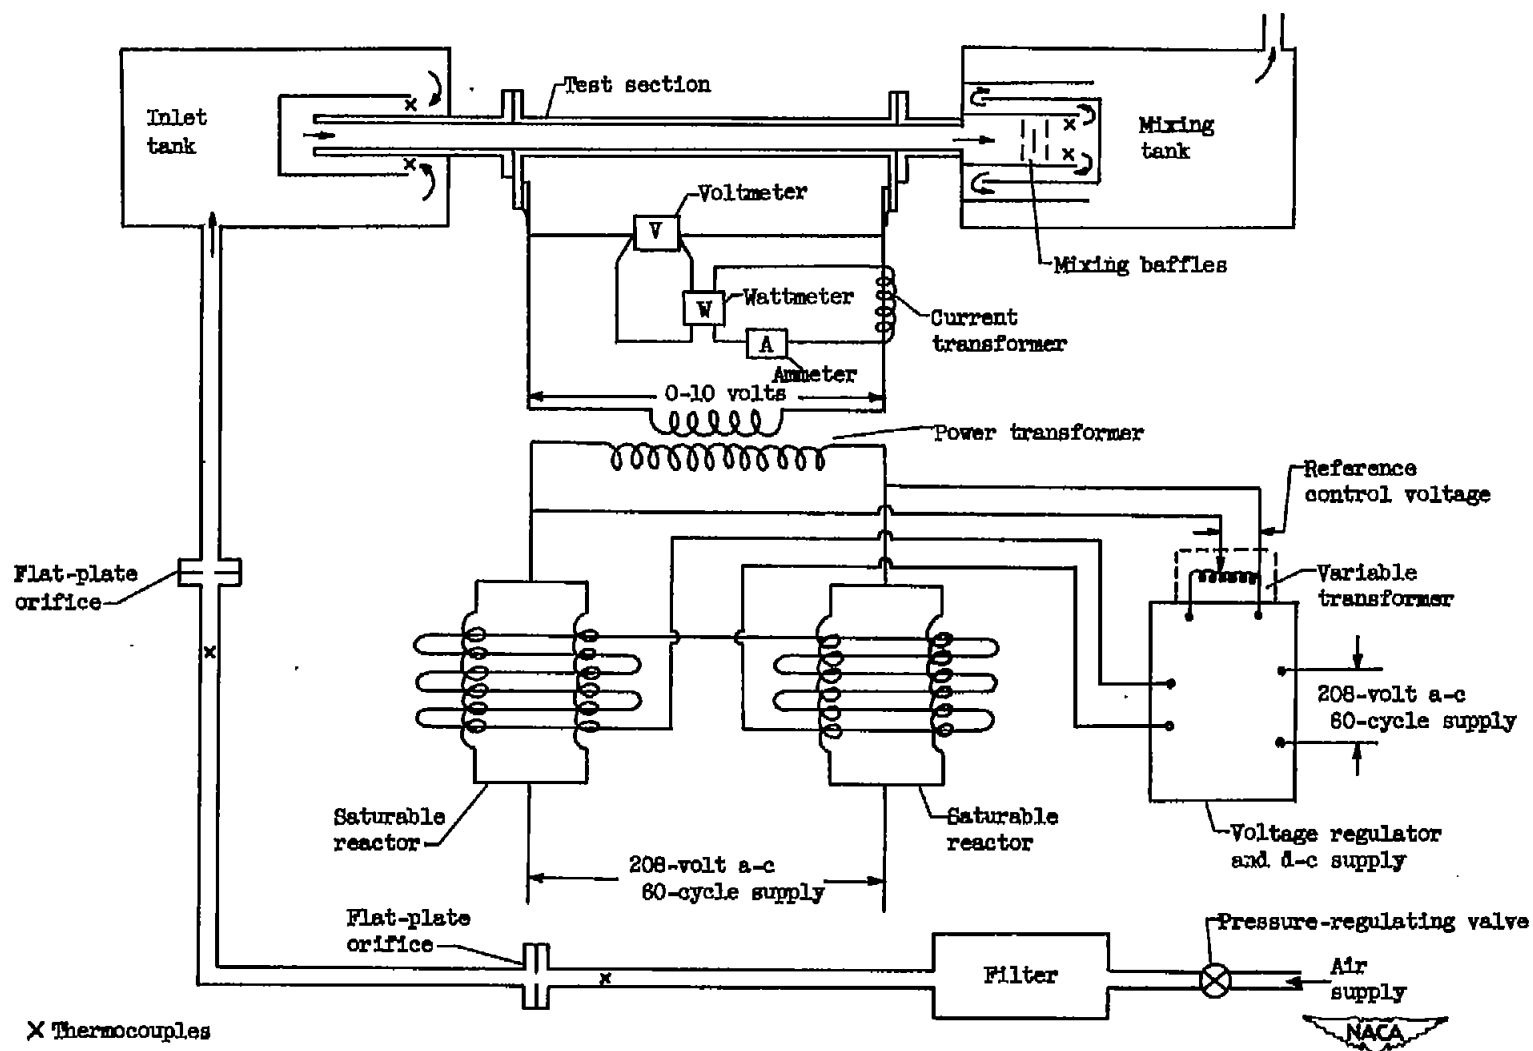 Test section
Inlet
tank
Mixing
tank
Voltmeter
V
Mixing baffles
Wattmeter
W
Current
transformer
A
Ammeter
0-10 volts
Power transformer
Reference
control voltage
Flat-plate
orifice
Variable
transformer
208-volt a-c
60-cycle supply
Saturable
reactor
Saturable
reactor
Voltage regulator
and d-c supply
208-volt a-c
60-cycle supply
Flat-plate
orifice
Pressure-regulating valve
Filter
Air
supply
X Thermocouples
NACA